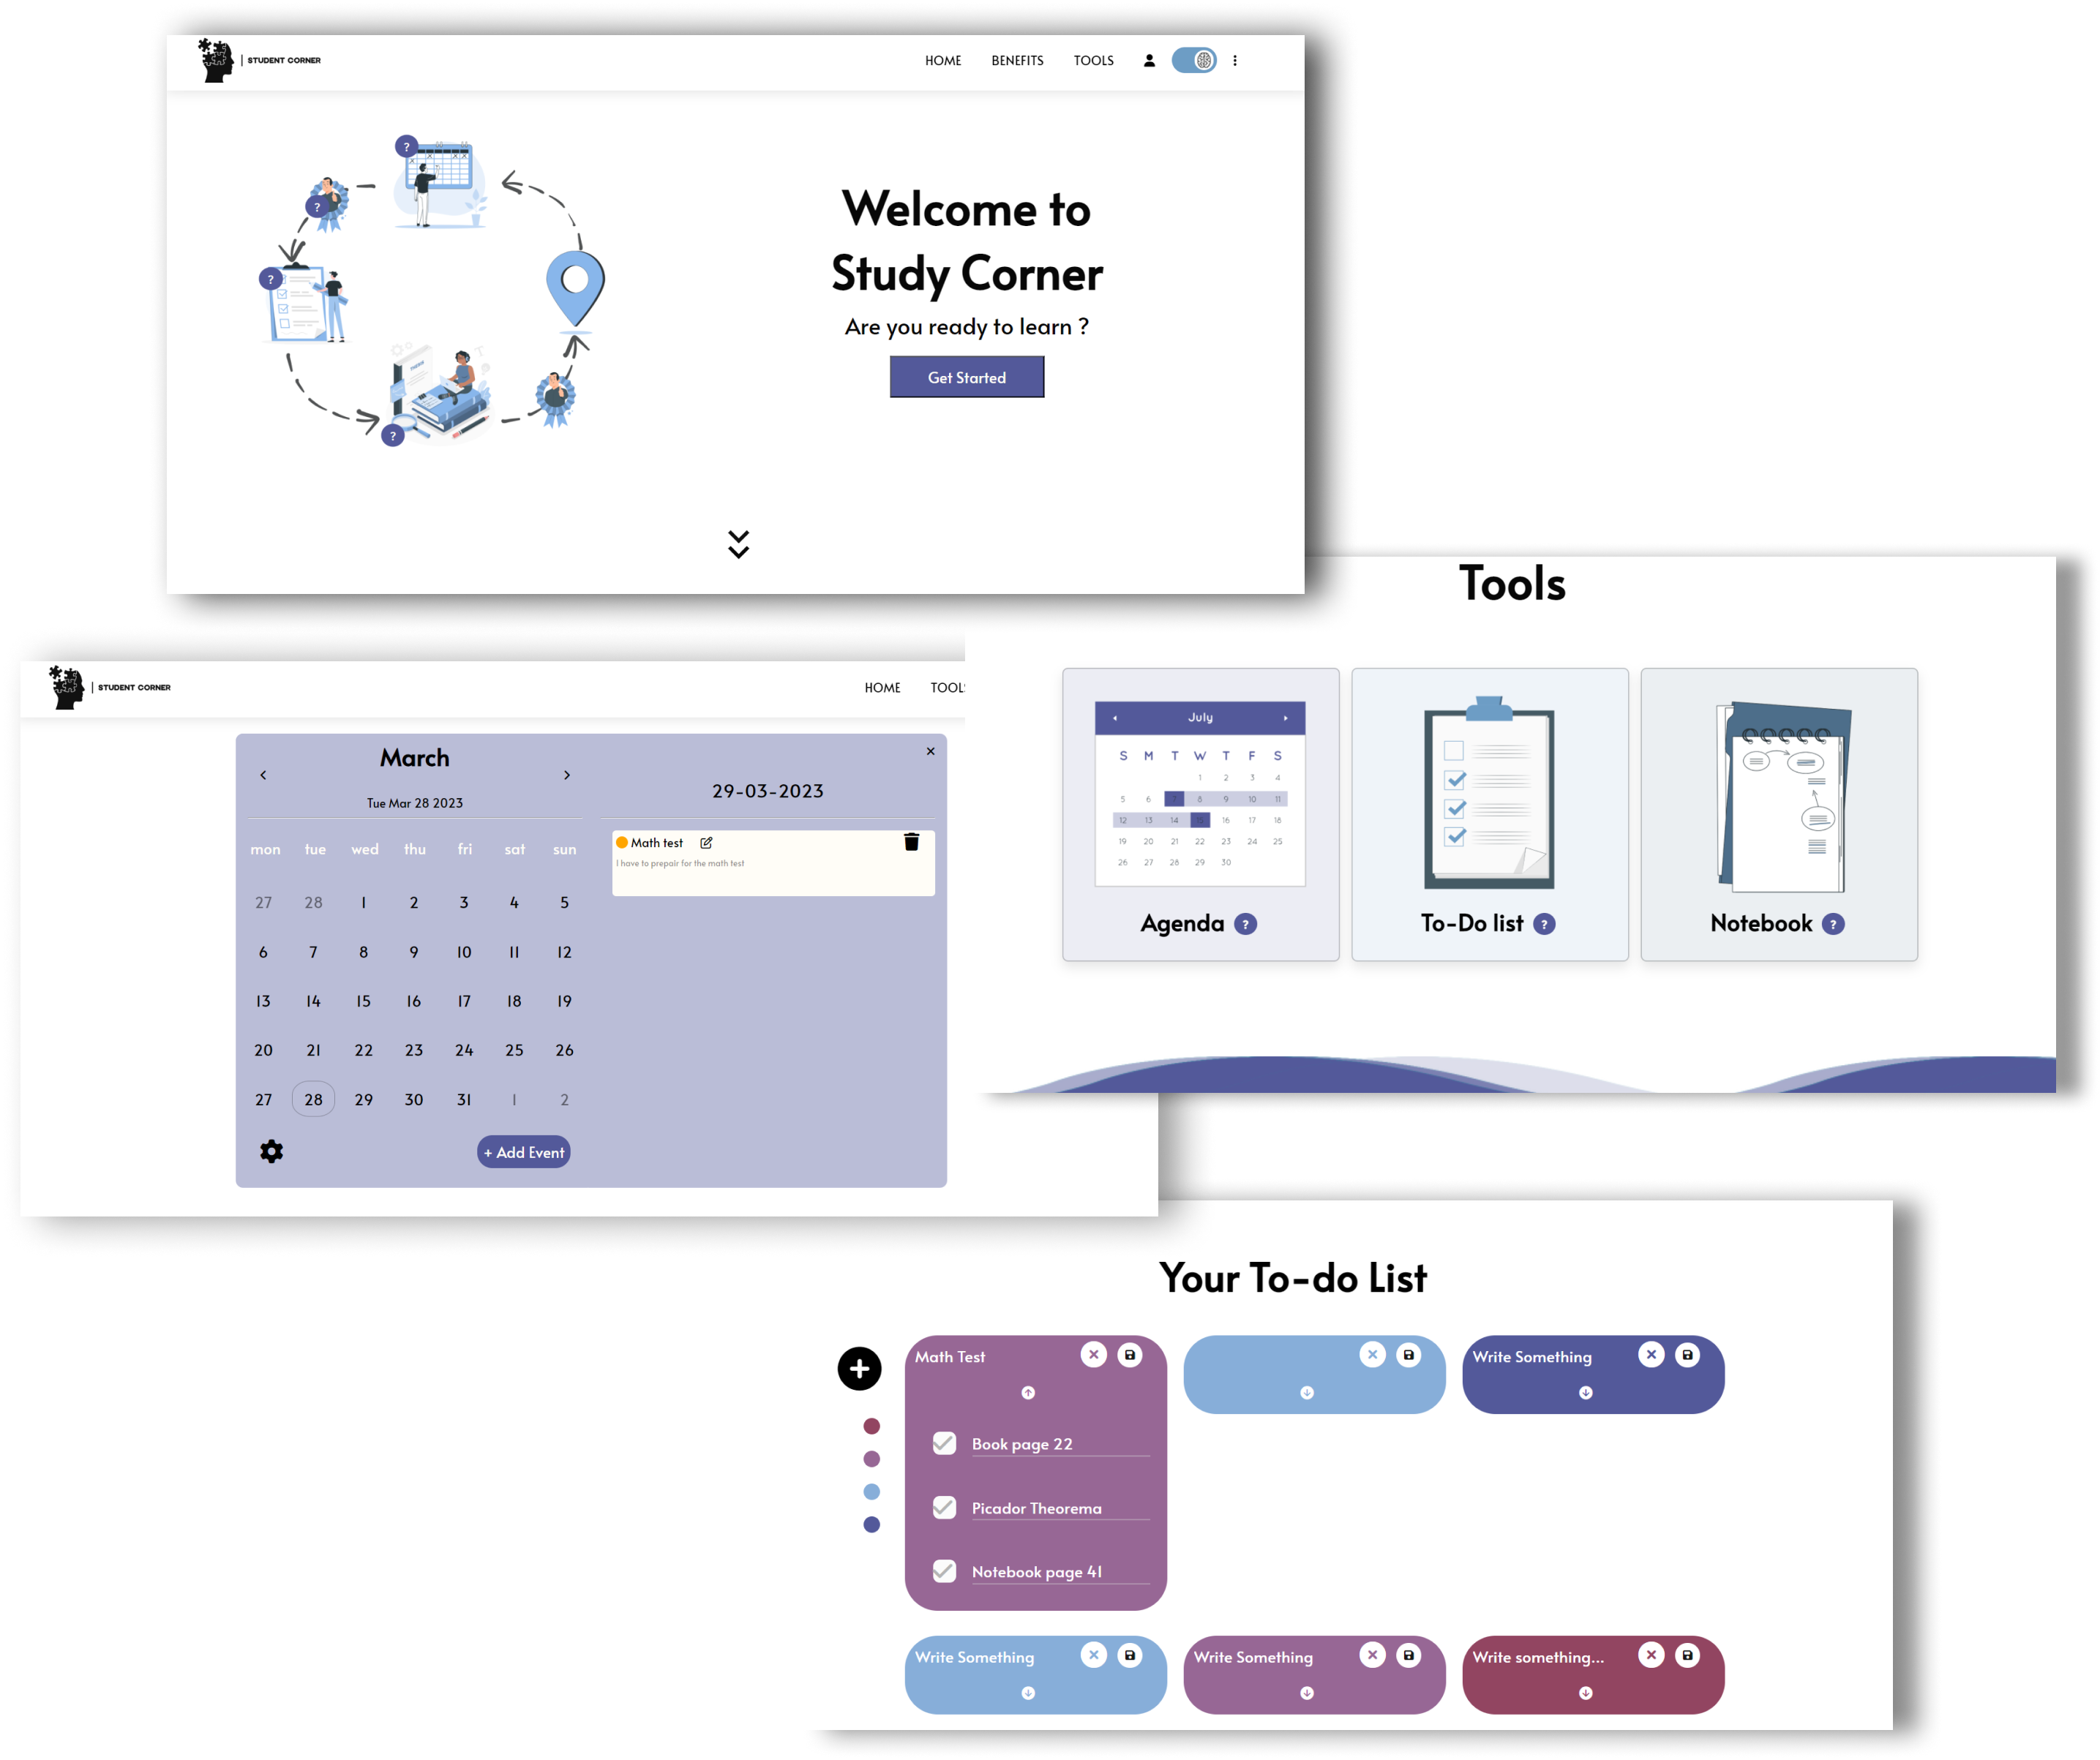 | STUDENT CORNER
HOME BENEFITS TOOLS
?
?
?
?
Welcome to
Study Corner
Are you ready to learn ?
Get Started
Tools
July
S M T W T F S
1 2 3 4
5 6 7 8 9 10 11
12 13 14 15 16 17 18
19 20 21 22 23 24 25
26 27 28 29 30
Agenda ?
To-Do list ?
Notebook ?
| STUDENT CORNER
HOME TOOLS
March
Tue Mar 28 2023
mon tue wed thu fri sat sun
27 28 1 2 3 4 5
6 7 8 9 10 11 12
13 14 15 16 17 18 19
20 21 22 23 24 25 26
27 28 29 30 31 1 2
+ Add Event
29-03-2023
Math test
I have to prepair for the math test
Your To-do List
Math Test
Book page 22
Picador Theorema
Notebook page 41
Write Something
Write Something
Write Something
Write something...